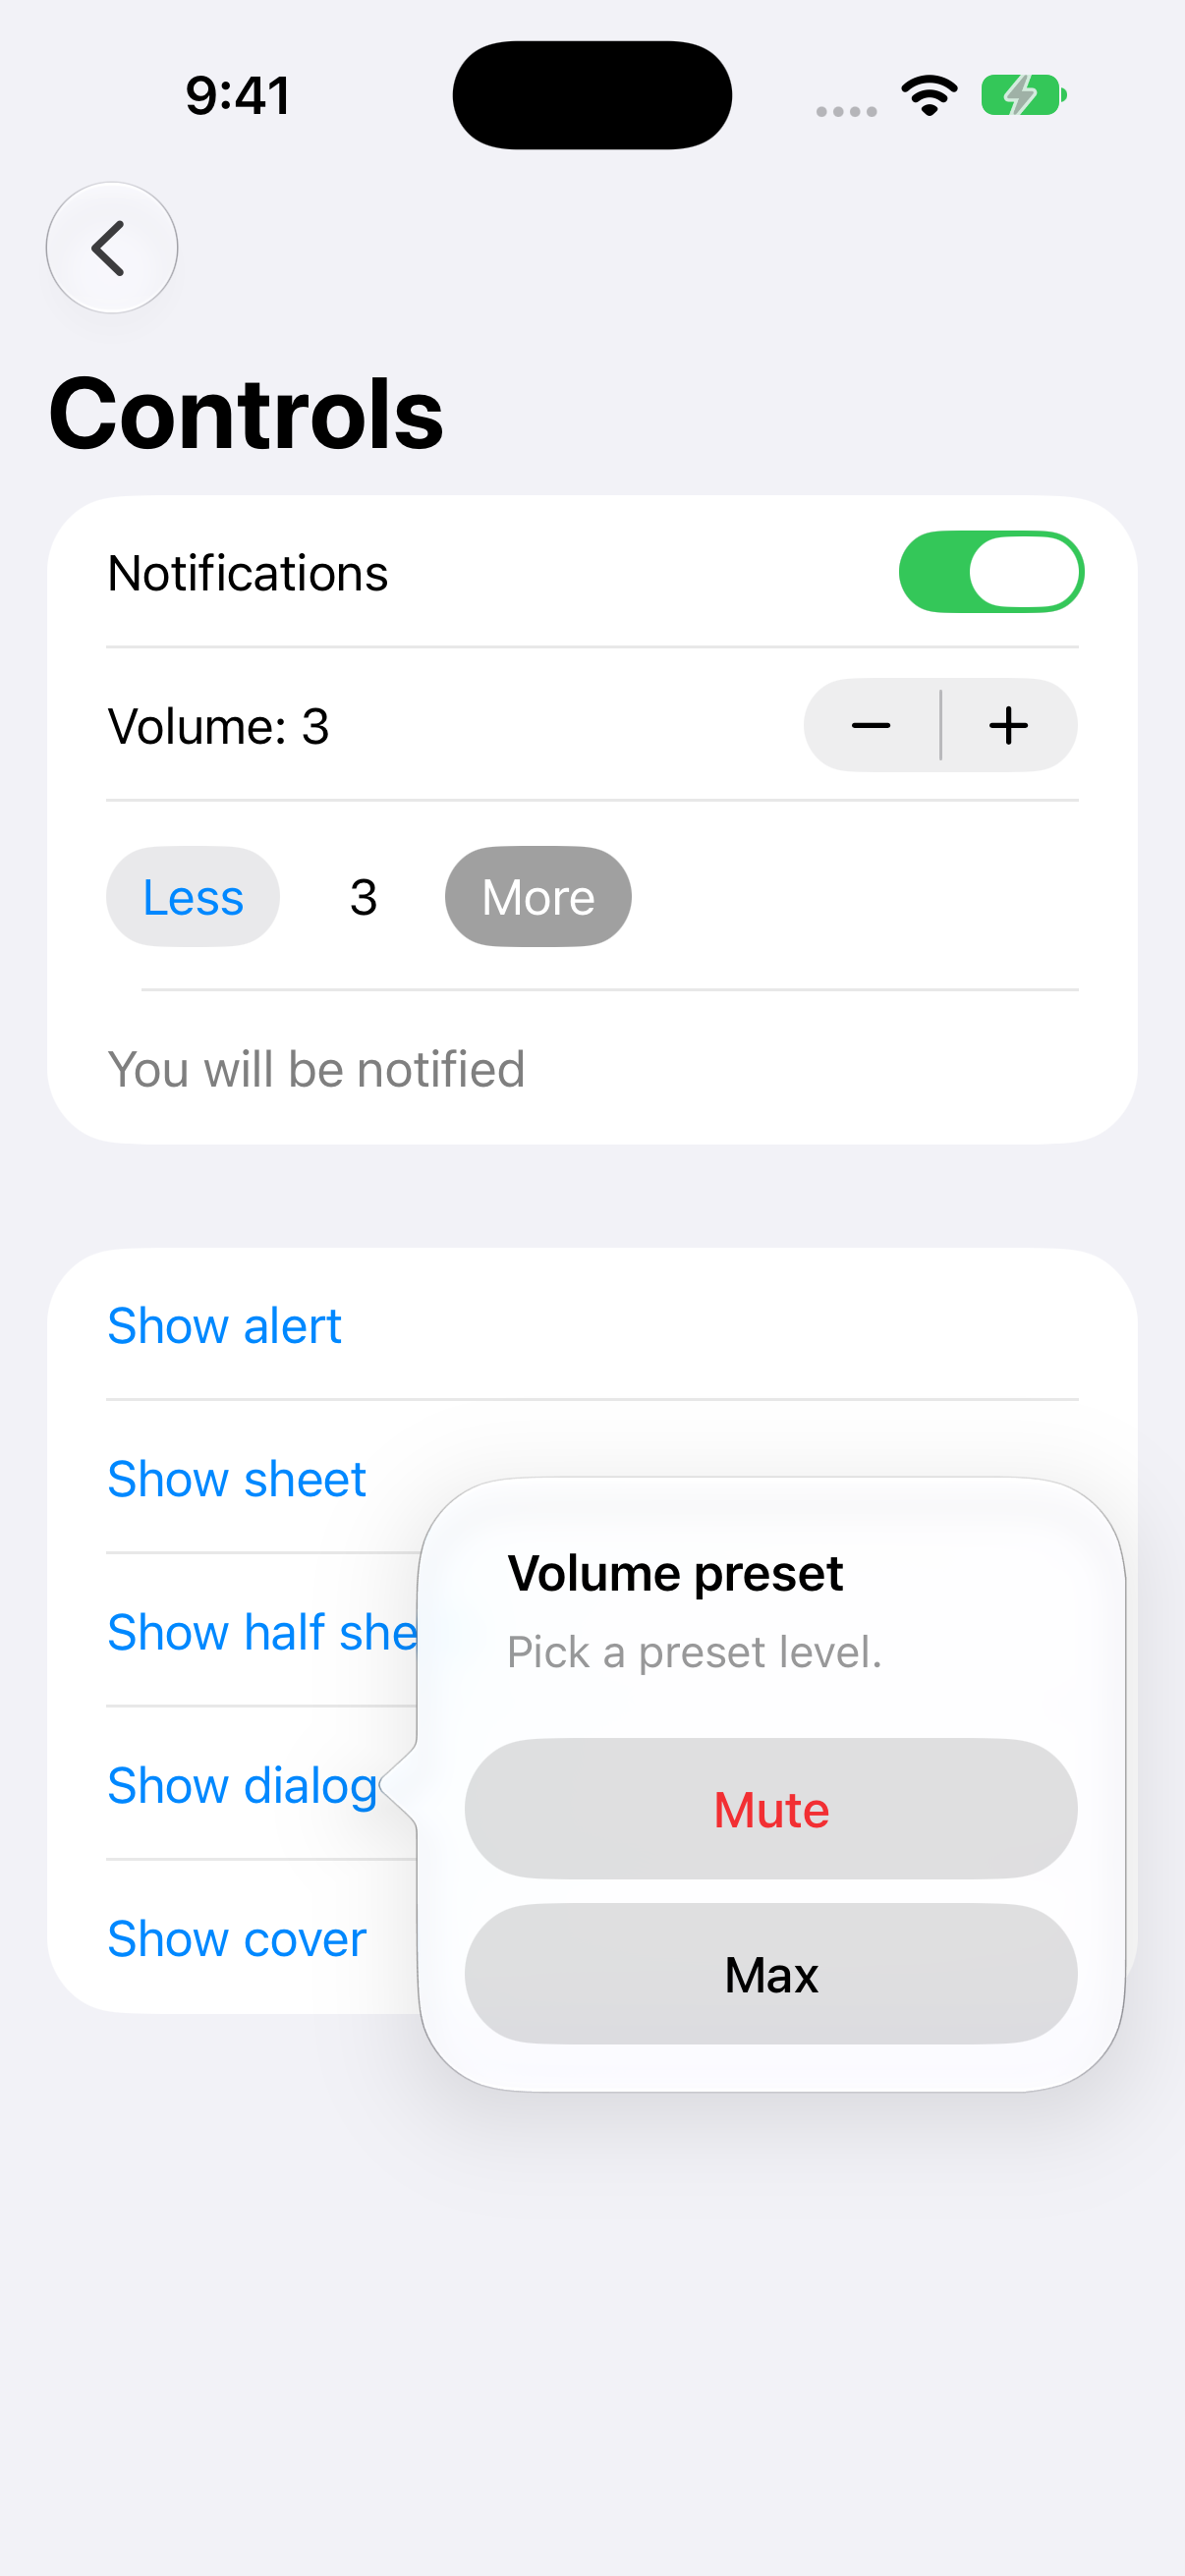 9:41
Controls
Notifications
Volume: 3
Less 3 More
You will be notified
Show alert
Show sheet
Show half she
Show dialog
Show cover
Volume preset
Pick a preset level.
Mute
Max